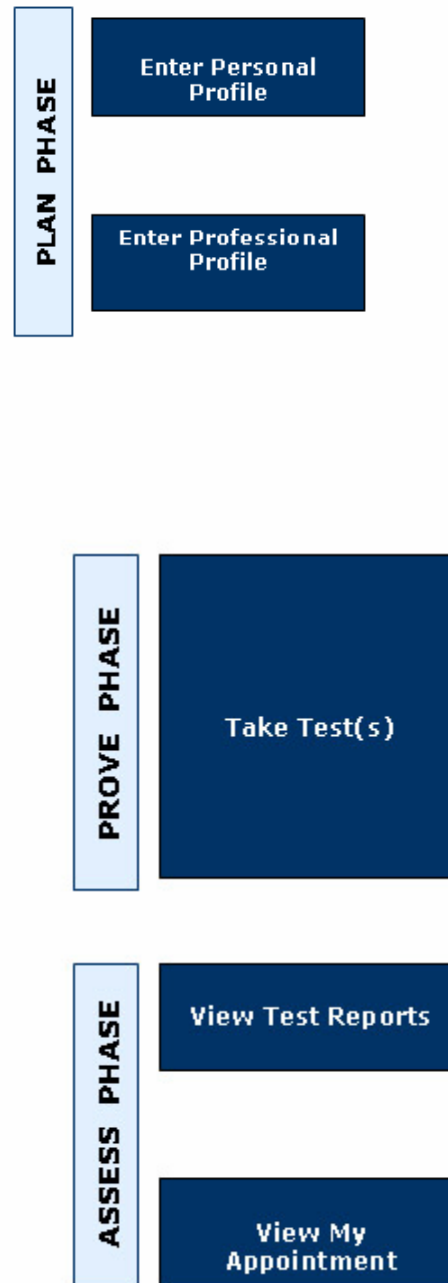 PLAN PHASE
Enter Personal
Profile
Enter Professional
Profile
PROVE PHASE
Take Test(s)
ASSESS PHASE
View Test Reports
View My
Appointment